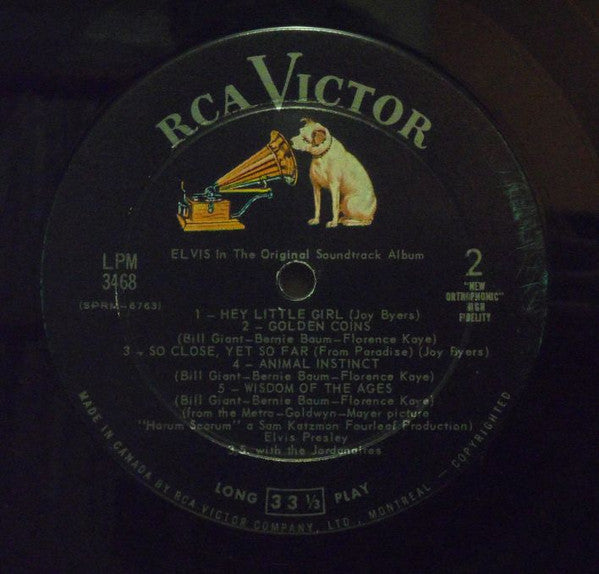 RCA VICTOR
ELVIS In The Original Soundtrack Album
LPM
3468
(SPRM-6763)
2
"NEW
ORTHOPHONIC"
HIGH
FIDELITY
1 – HEY LITTLE GIRL (Joy Byers)
2 – GOLDEN COINS
(Bill Giant–Bernie Baum–Florence Kaye)
3 – SO CLOSE, YET SO FAR (From Paradise) (Joy Byers)
4 – ANIMAL INSTINCT
(Bill Giant–Bernie Baum–Florence Kaye)
5 – WISDOM OF THE AGES
(Bill Giant–Bernie Baum–Florence Kaye)
(from the Metro–Goldwyn–Mayer picture
"Harum Scarum" a Sam Katzman Fourleaf Production)
Elvis Presley
3,5. with the Jordanaires
LONG 33 1/3 PLAY
MADE IN CANADA BY RCA VICTOR COMPANY, LTD., MONTREAL – COPYRIGHTED